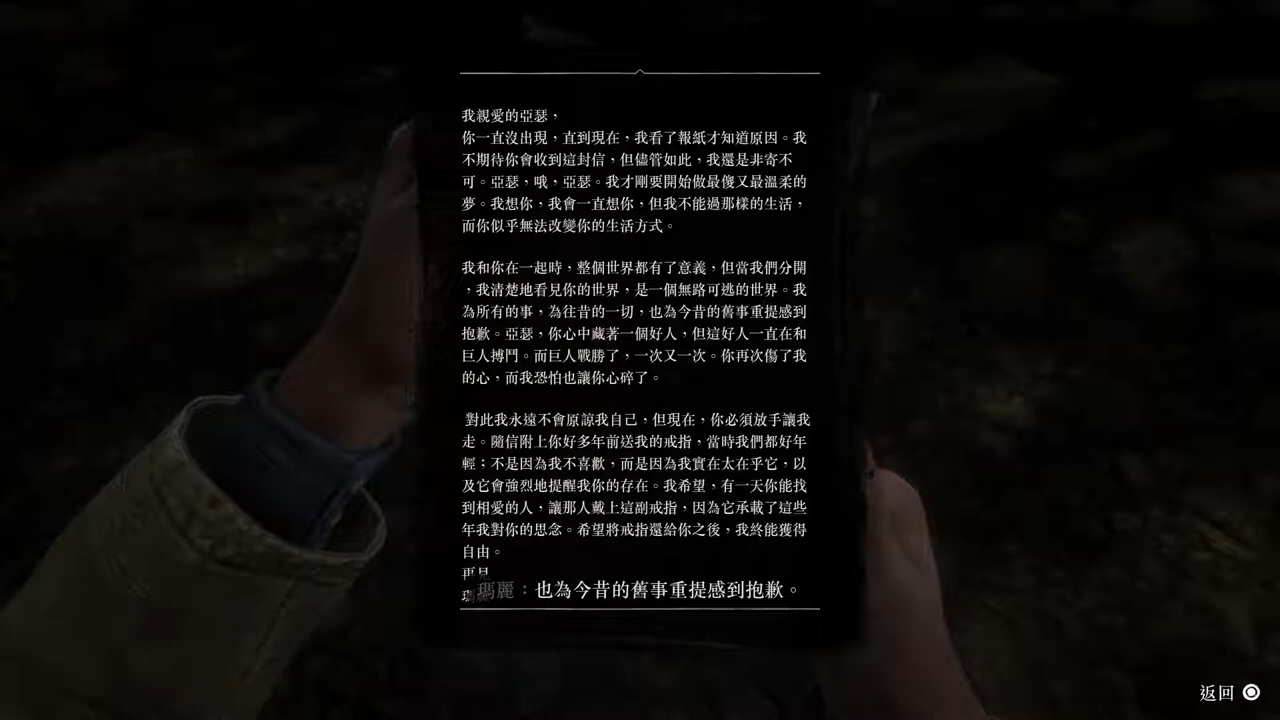 我親愛的亞瑟，
你一直沒出現，直到現在，我看了報紙才知道原因。我
不期待你會收到這封信，但儘管如此，我還是非寄不
可。亞瑟，哦，亞瑟。我才剛要開始做最傻又最溫柔的
夢。我想你，我會一直想你，但我不能過那樣的生活，
而你似乎無法改變你的生活方式。
我和你在一起時，整個世界都有了意義，但當我們分開
，我清楚地看見你的世界，是一個無路可逃的世界。我
為所有的事，為往昔的一切，也為今昔的舊事重提感到
抱歉。亞瑟，你心中藏著一個好人，但這好人一直在和
巨人搏鬥。而巨人戰勝了，一次又一次。你再次傷了我
的心，而我恐怕也讓你心碎了。
對此我永遠不會原諒我自己，但現在，你必須放手讓我
走。隨信附上你好多年前送我的戒指，當時我們都好年
輕；不是因為我不喜歡，而是因為我實在太在乎它，以
及它會強烈地提醒我你的存在。我希望，有一天你能找
到相愛的人，讓那人戴上這副戒指，因為它承載了這些
年我對你的思念。希望將戒指還給你之後，我終能獲得
自由。
再見
瑪麗：也為今昔的舊事重提感到抱歉。
返回